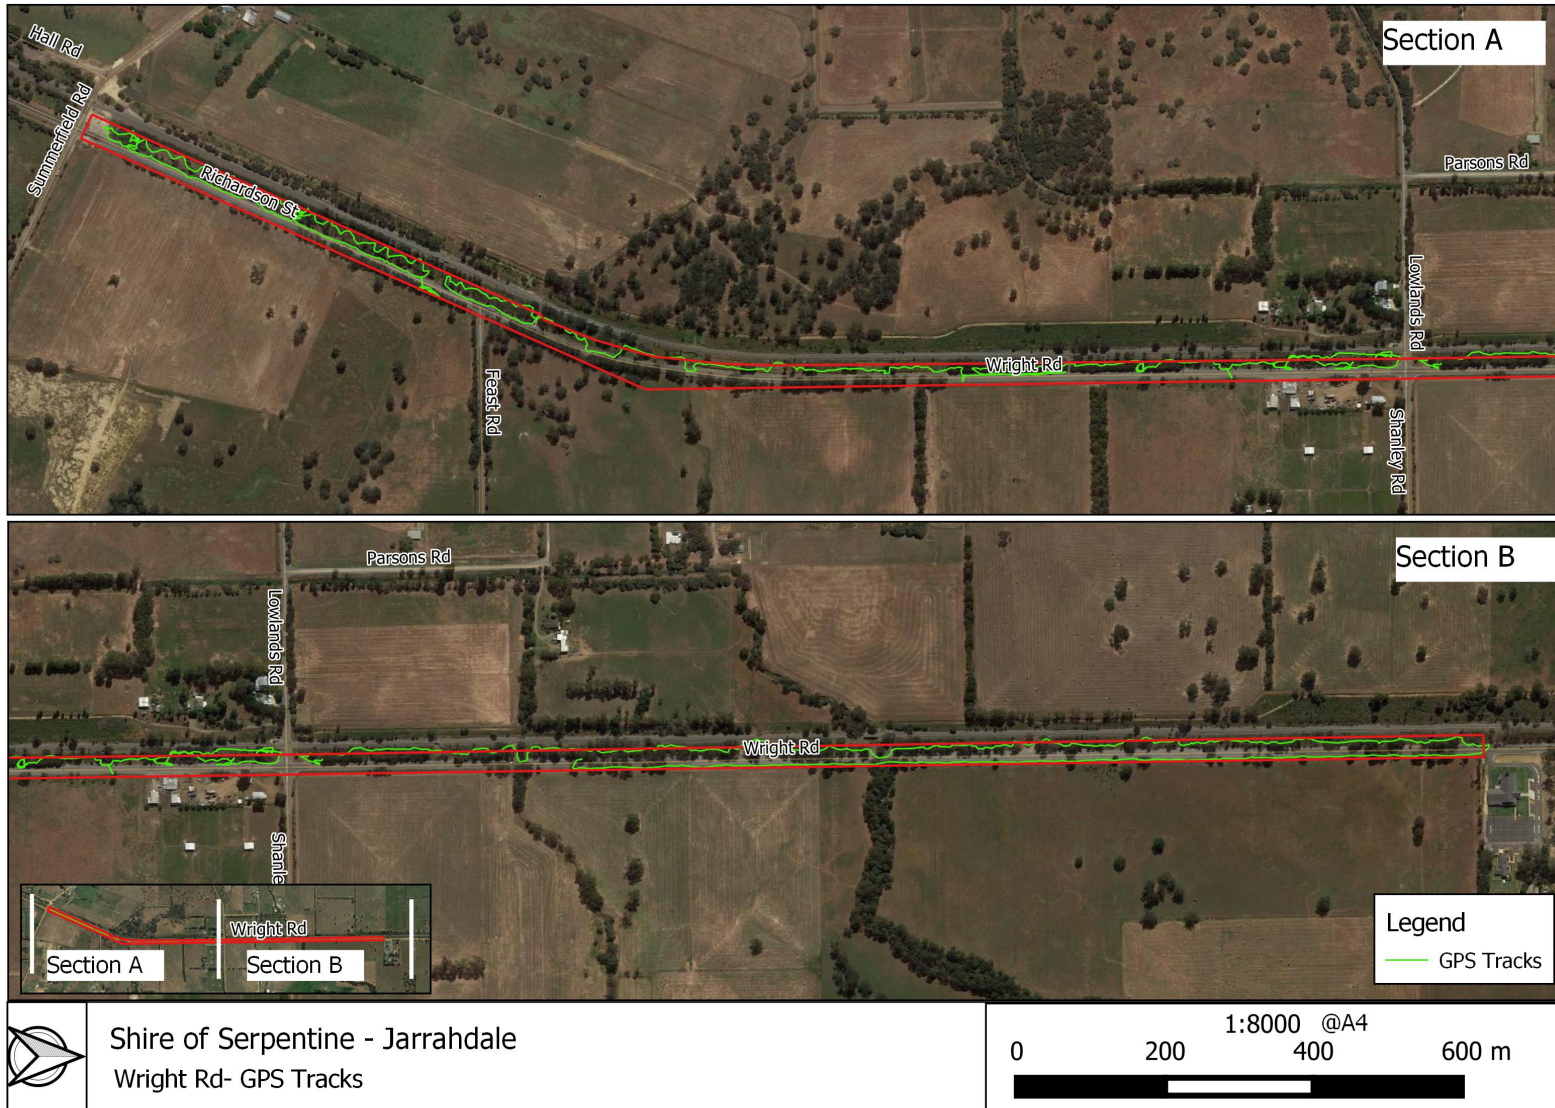 Section A
Hall Rd
Summerfield Rd
Richardson St
Parsons Rd
Lowlands Rd
Wright Rd
Feast Rd
Shanley Rd
Section B
Parsons Rd
Lowlands Rd
Wright Rd
Shanle
Wright Rd
Section A
Section B
Legend
GPS Tracks
Shire of Serpentine - Jarrahdale
Wright Rd- GPS Tracks
1:8000 @A4
0 200 400 600 m